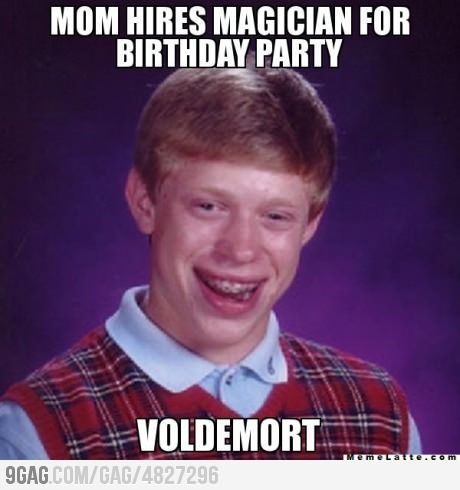 MOM HIRES MAGICIAN FOR
BIRTHDAY PARTY
VOLDEMORT
MemeLatte.com
9GAG.COM/GAG/4827296